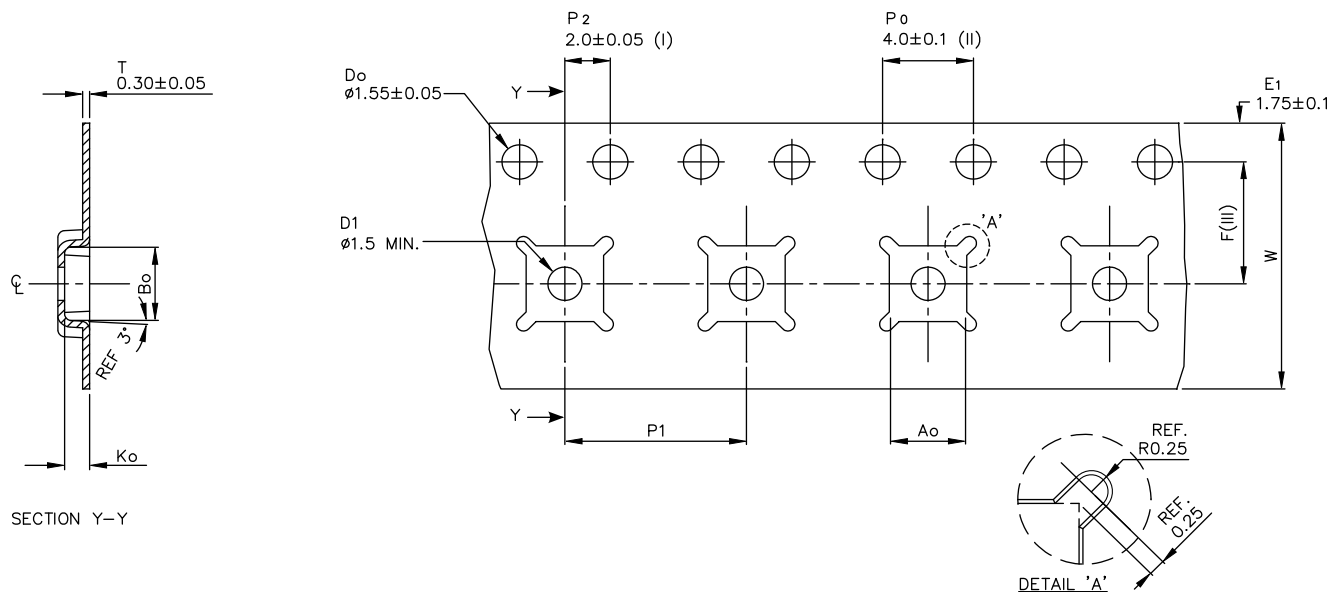 T
0.30±0.05
Do
ø1.55±0.05
P2
2.0±0.05 (I)
Po
4.0±0.1 (II)
E1
1.75±0.1
Y
D1
ø1.5 MIN.
'A'
F(III)
W
℄
Bo
REF 3°
Ko
SECTION Y-Y
Y
P1
Ao
REF.
R0.25
REF.
0.25
DETAIL 'A'